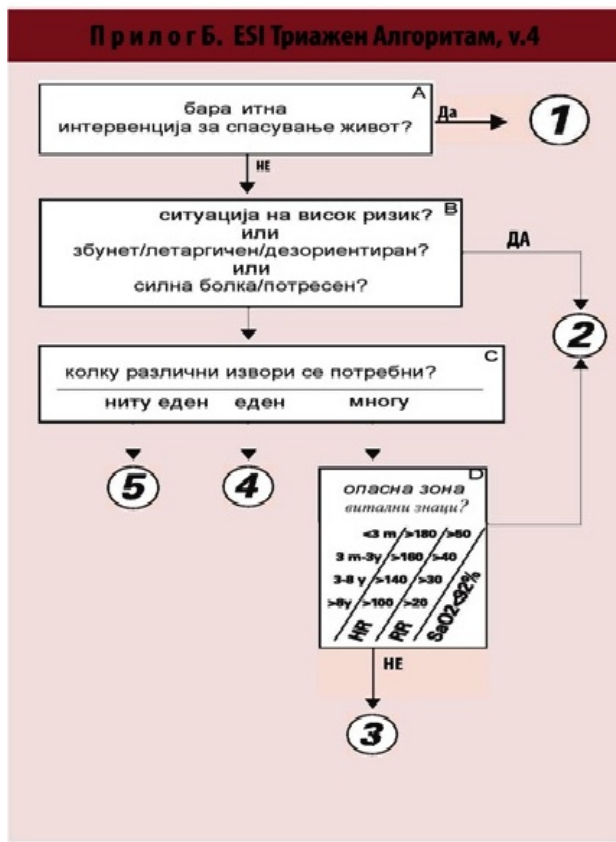 Прилог Б. ESI Триажен Алгоритам, v.4
A
бара итна
интервенција за спасување живот?
Да
1
НЕ
B
ситуација на висок ризик?
или
збунет/летаргичен/дезориентиран?
или
силна болка/потресен?
ДА
2
C
колку различни извори се потребни?
ниту еден еден многу
5 4
D
опасна зона
витални знаци?
<3 m / >180 / >50
3 m-3y / >160 / >40
3-8 y / >140 / >30
>8y / >100 / >20
HR RR SaO2<92%
НЕ
3